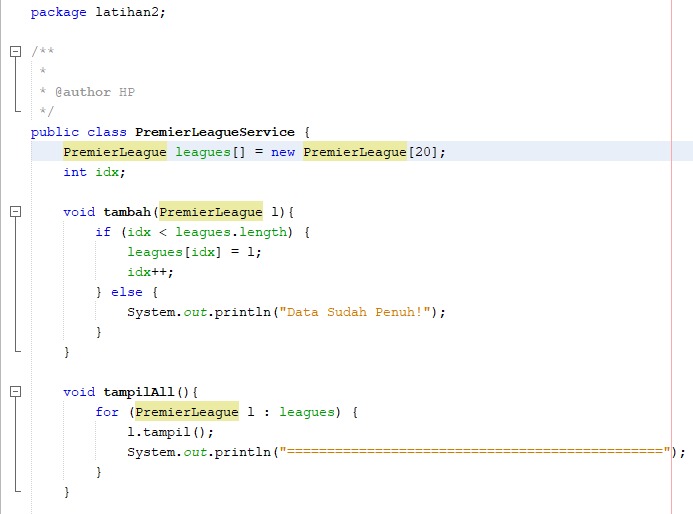 package latihan2;
/**
 *
 * @author HP
 */
public class PremierLeagueService {
    PremierLeague leagues[] = new PremierLeague[20];
    int idx;
    void tambah(PremierLeague l){
        if (idx < leagues.length) {
            leagues[idx] = l;
            idx++;
        } else {
            System.out.println("Data Sudah Penuh!");
        }
    }
    void tampilAll(){
        for (PremierLeague l : leagues) {
            l.tampil();
            System.out.println("===============================================");
        }
    }